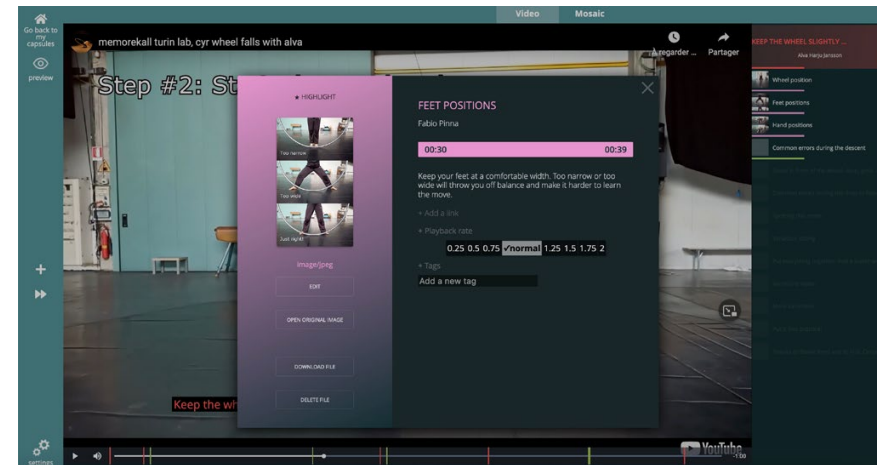 Video
Mosaic
Go back to
my
capsules
preview
settings
memorekall turin lab, cyr wheel falls with alva
À regarder ...
Partager
Step #2: St
★ HIGHLIGHT
Too narrow
Too wide
Just right!
image/jpeg
EDIT
OPEN ORIGINAL IMAGE
DOWNLOAD FILE
DELETE FILE
FEET POSITIONS
Fabio Pinna
00:30
00:39
Keep your feet at a comfortable width. Too narrow or too
wide will throw you off balance and make it harder to learn
the move.
+ Add a link
+ Playback rate
0.25 0.5 0.75 ✓normal 1.25 1.5 1.75 2
+ Tags
Add a new tag
KEEP THE WHEEL SLIGHTLY ...
Alva Harju Jansson
Wheel position
Feet positions
Hand positions
Common errors during the descent
Keep the wh
YouTube
-1:08